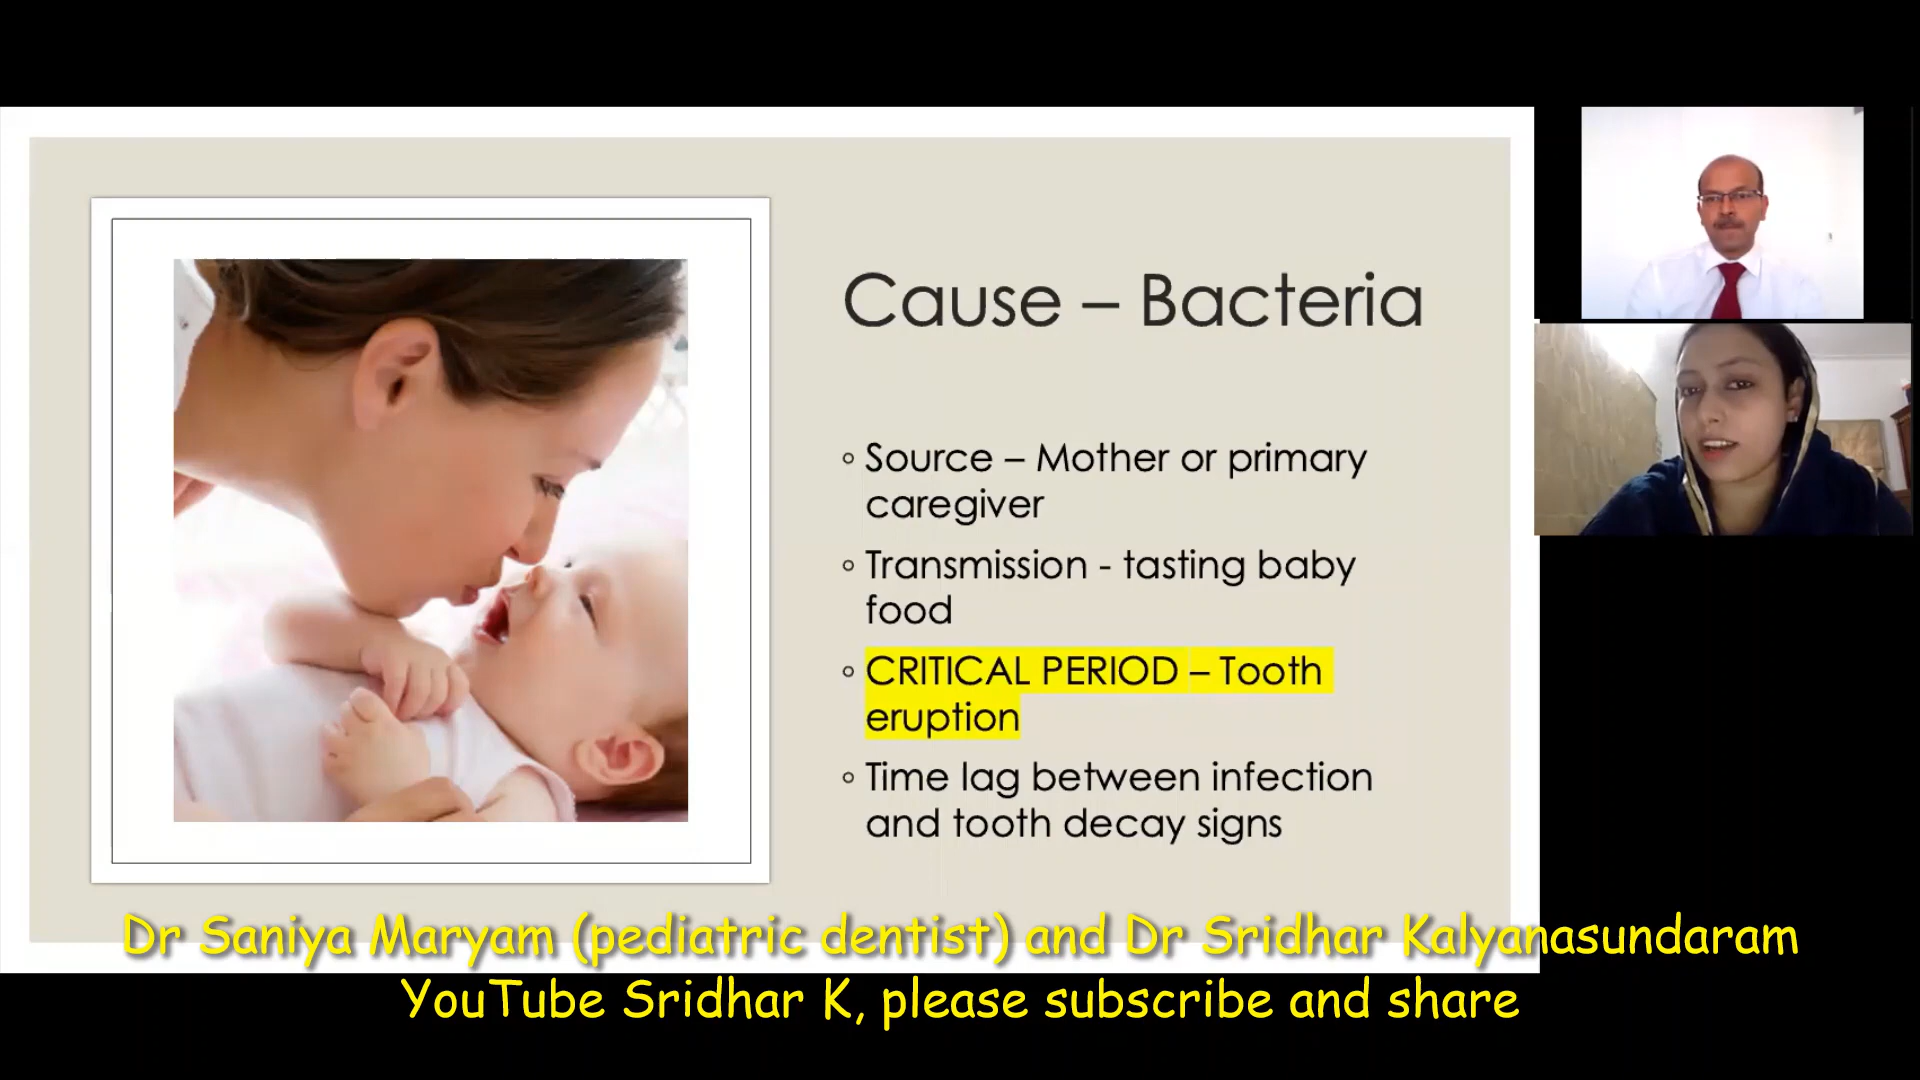 Cause – Bacteria
◦ Source – Mother or primary
caregiver
◦ Transmission - tasting baby
food
◦ CRITICAL PERIOD – Tooth
eruption
◦ Time lag between infection
and tooth decay signs
Dr Saniya Maryam (pediatric dentist) and Dr Sridhar Kalyanasundaram
YouTube Sridhar K, please subscribe and share